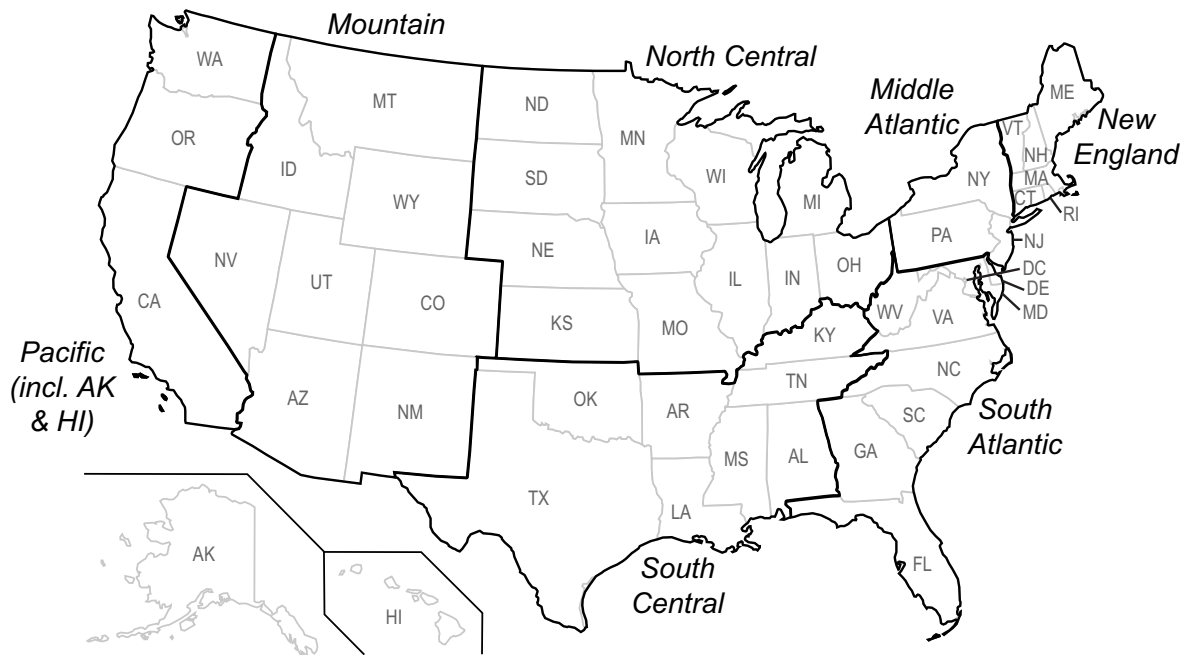 Mountain
North Central
Middle
Atlantic
New
England
Pacific
(incl. AK
& HI)
South
Atlantic
South
Central
WA
OR
CA
NV
ID
MT
WY
UT
CO
AZ
NM
ND
SD
NE
KS
MN
IA
MO
WI
IL
IN
MI
OH
OK
TX
AR
LA
KY
TN
MS
AL
WV
VA
NC
SC
GA
FL
PA
NY
NJ
DC
DE
MD
VT
NH
ME
MA
CT
RI
AK
HI